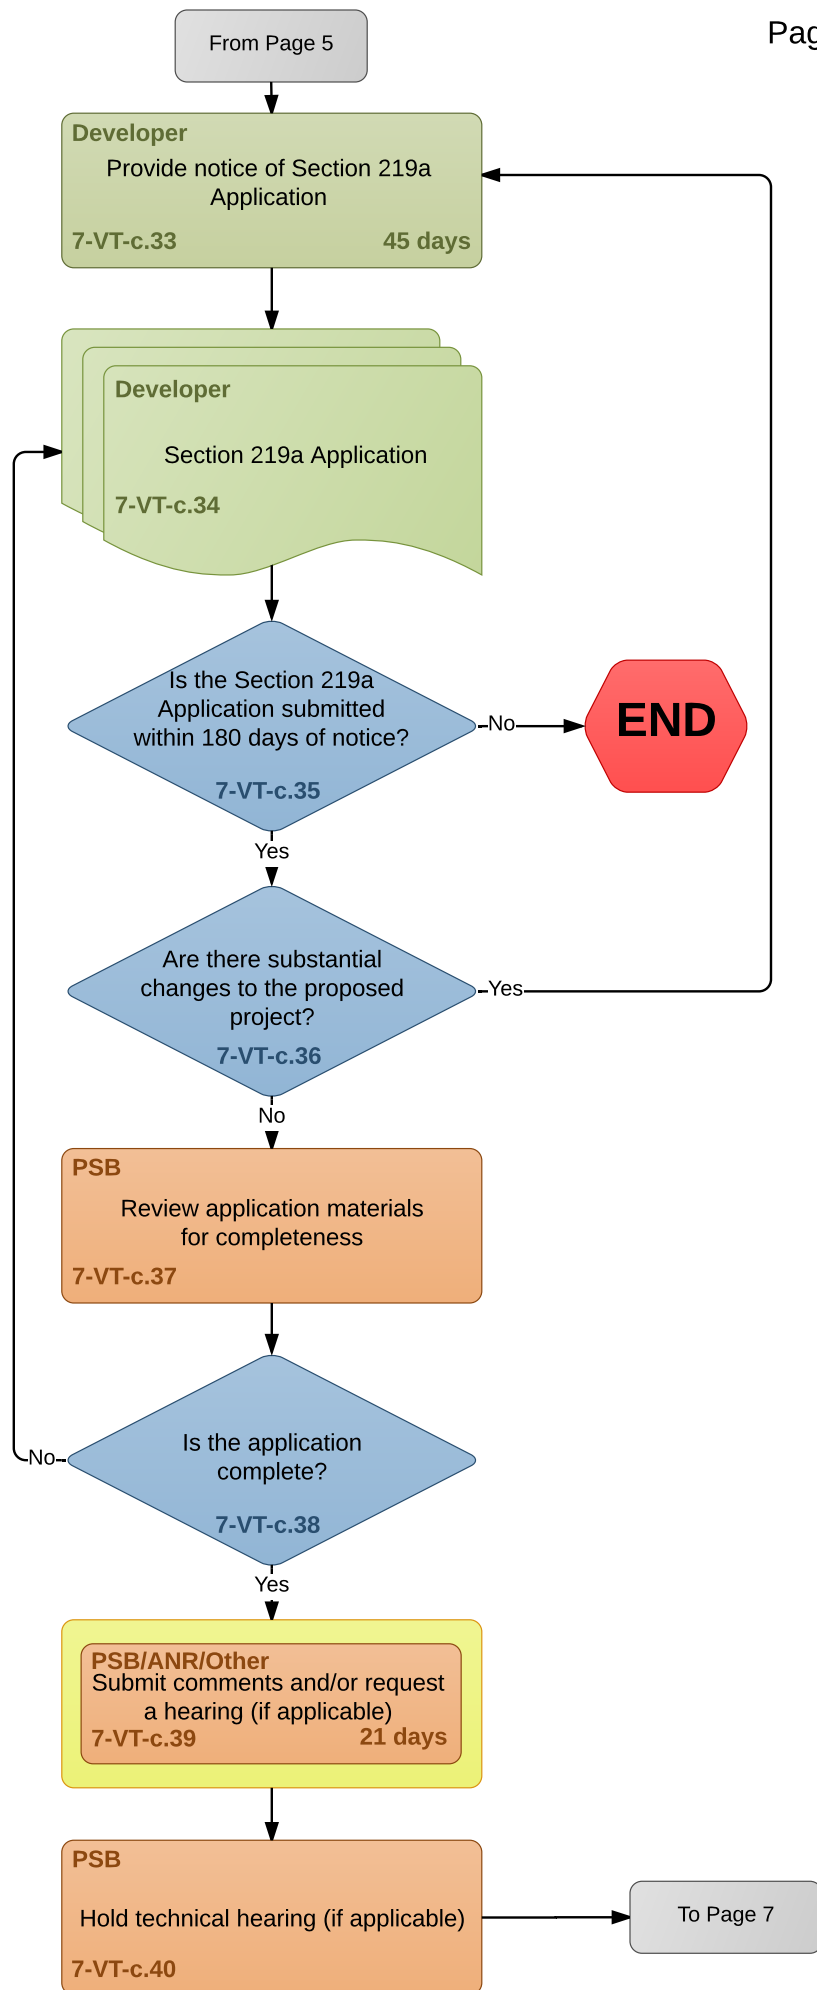 From Page 5
Pag
Developer
Provide notice of Section 219a
Application
7-VT-c.33 45 days
Developer
Section 219a Application
7-VT-c.34
Is the Section 219a
Application submitted
within 180 days of notice?
7-VT-c.35
No
END
Yes
Are there substantial
changes to the proposed
project?
7-VT-c.36
Yes
No
PSB
Review application materials
for completeness
7-VT-c.37
Is the application
complete?
7-VT-c.38
No
Yes
PSB/ANR/Other
Submit comments and/or request
a hearing (if applicable)
7-VT-c.39 21 days
PSB
Hold technical hearing (if applicable)
7-VT-c.40
To Page 7